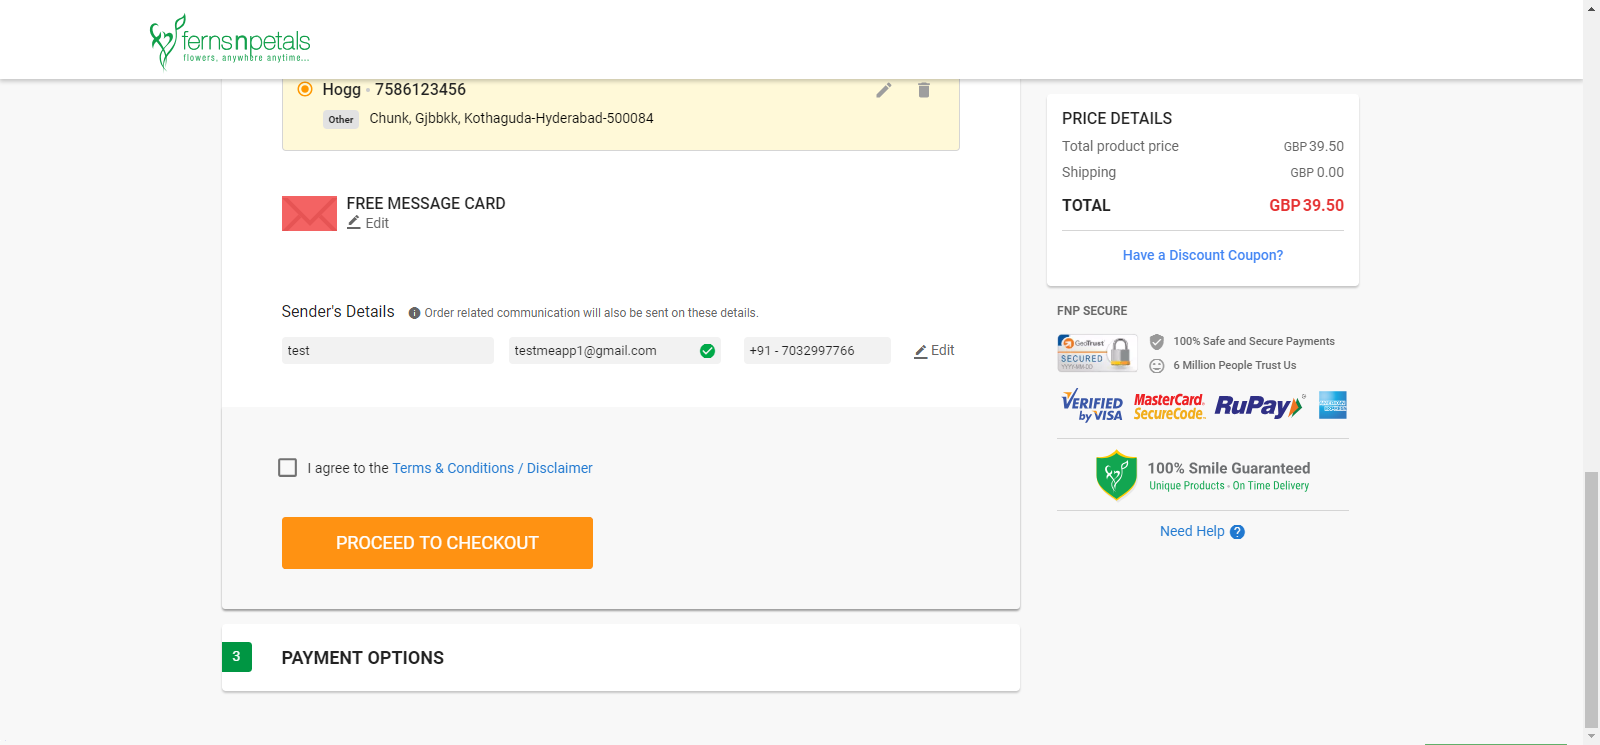 fernsnpetals
flowers, anywhere anytime...
Hogg • 7586123456
Other Chunk, Gjbbkk, Kothaguda-Hyderabad-500084
FREE MESSAGE CARD
Edit
Sender's Details Order related communication will also be sent on these details.
test testmeapp1@gmail.com +91 - 7032997766 Edit
I agree to the Terms & Conditions / Disclaimer
PROCEED TO CHECKOUT
3 PAYMENT OPTIONS
PRICE DETAILS
Total product price GBP 39.50
Shipping GBP 0.00
TOTAL GBP 39.50
Have a Discount Coupon?
FNP SECURE
GeoTrust
SECURED
YYYY-MM-DD
100% Safe and Secure Payments
6 Million People Trust Us
VERIFIED
by VISA
MasterCard.
SecureCode.
RuPay
AMERICAN
EXPRESS
100% Smile Guaranteed
Unique Products • On Time Delivery
Need Help ?